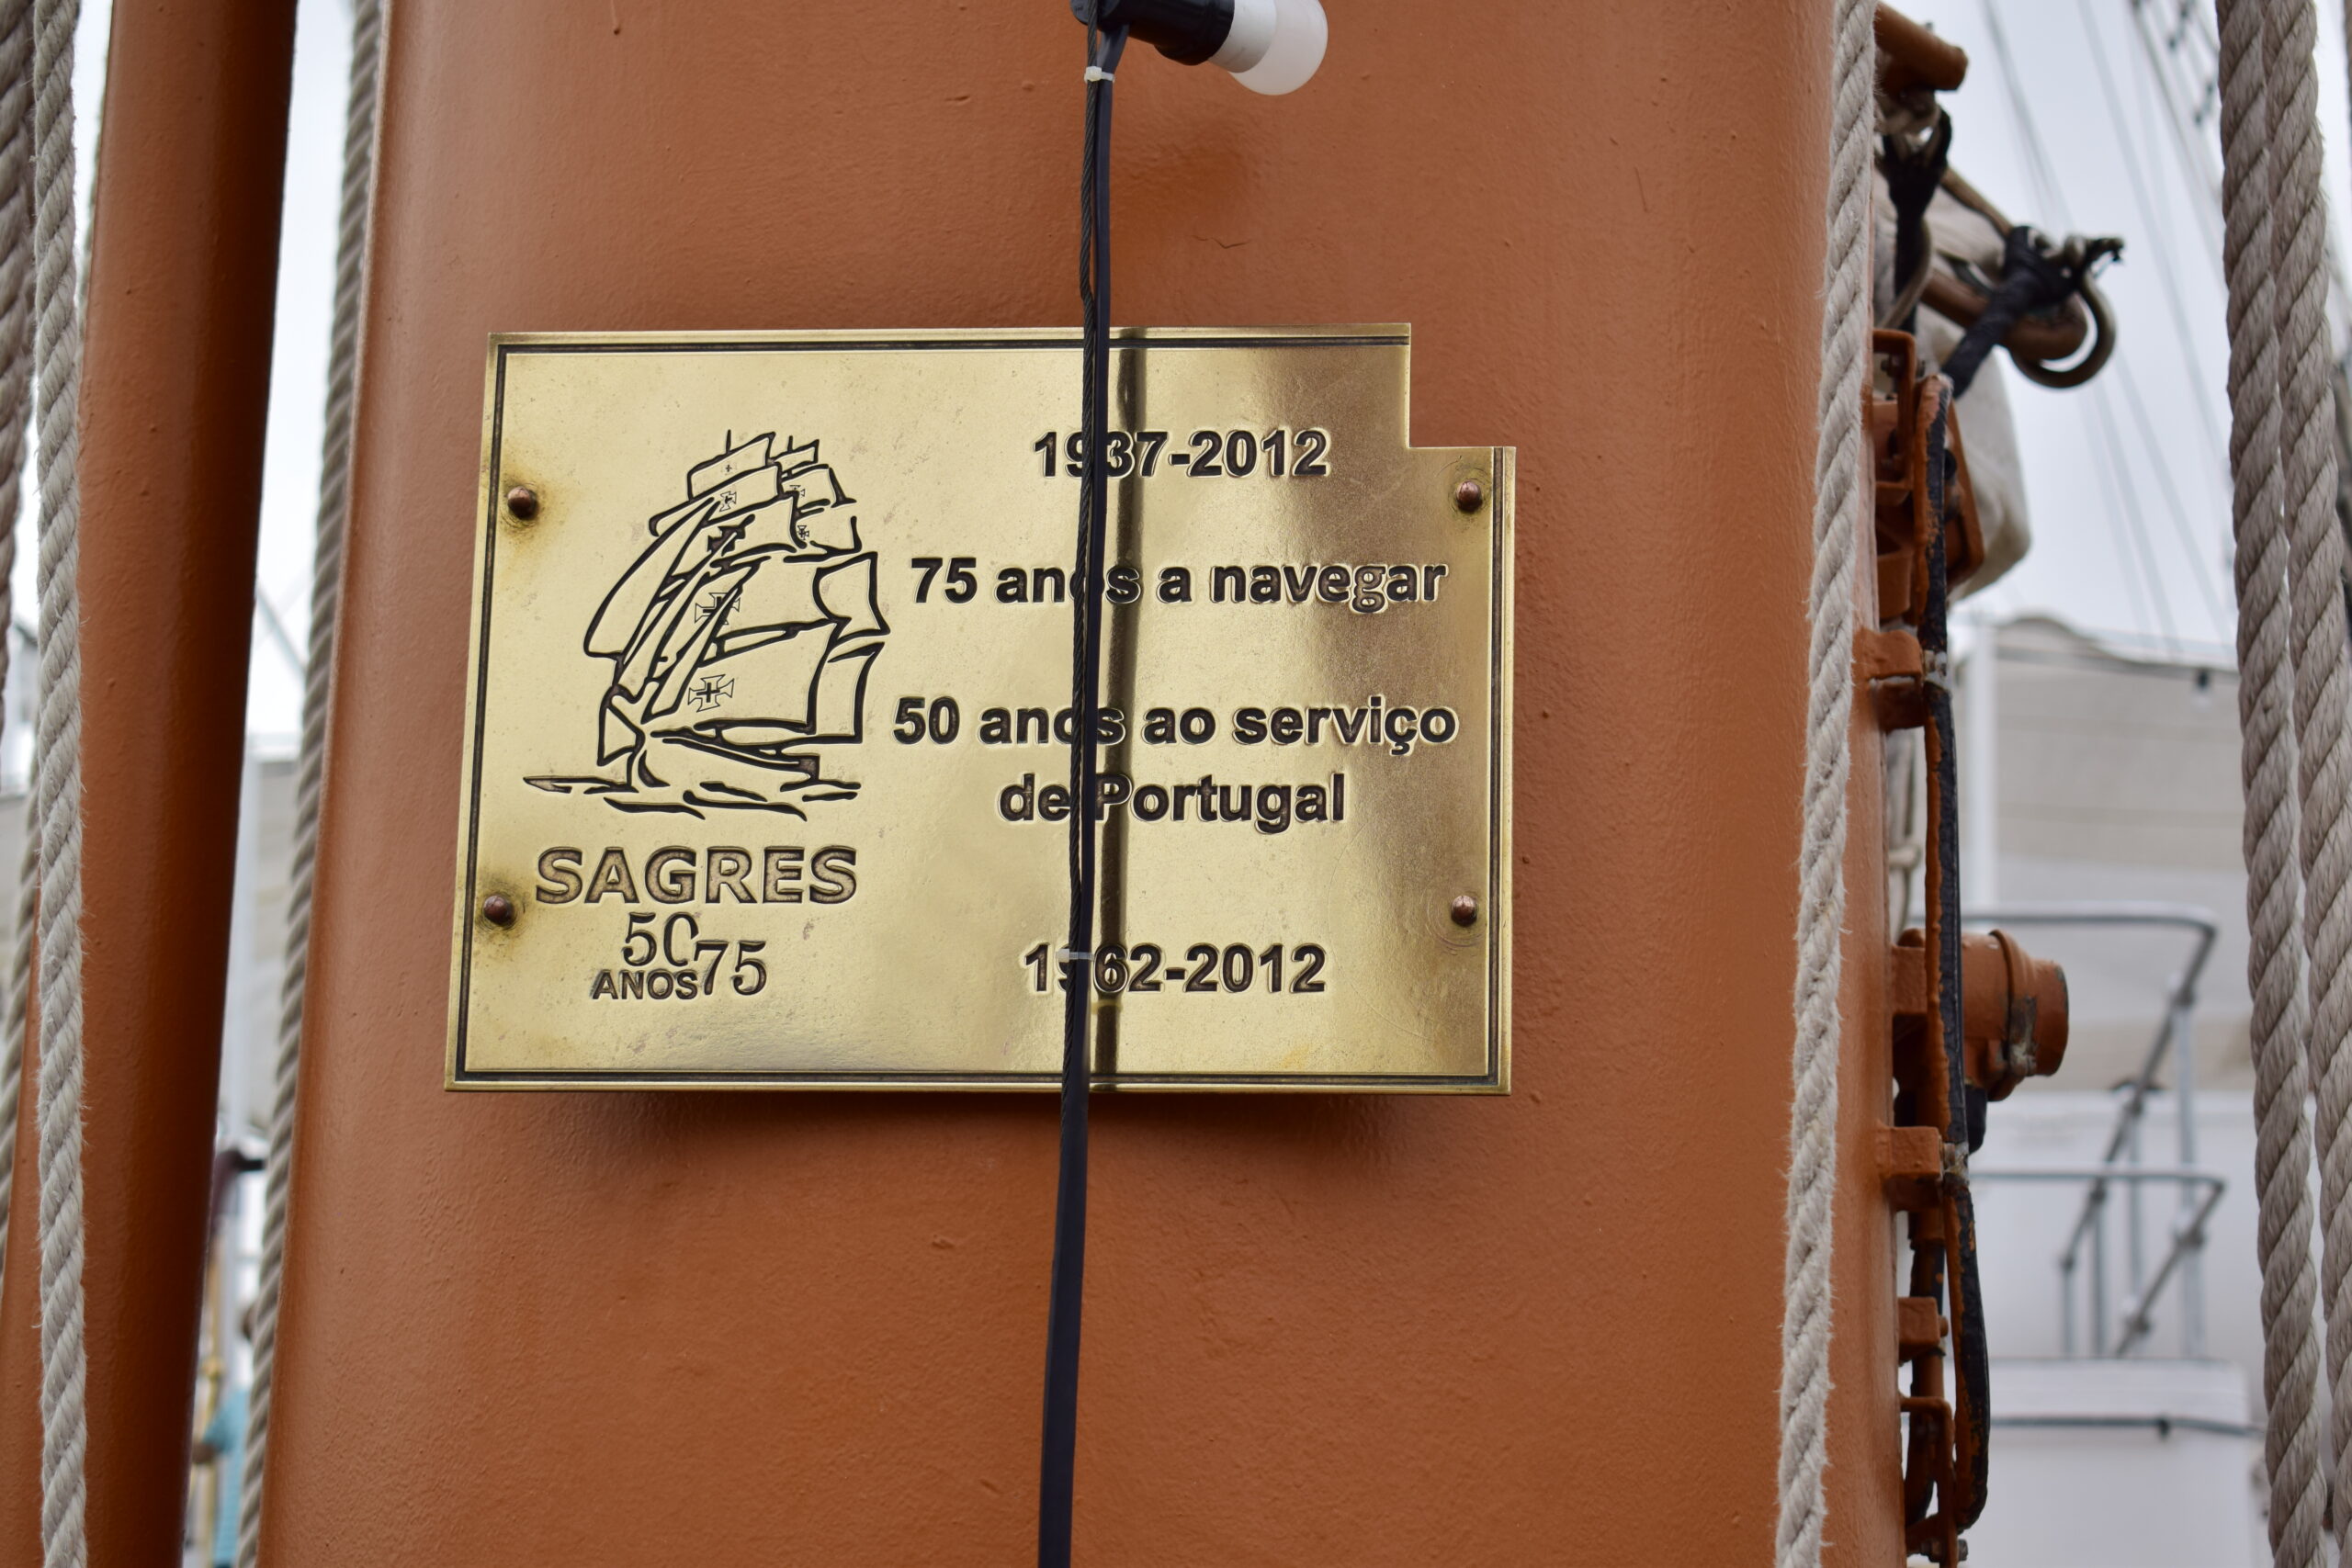 1937-2012
75 anos a navegar
50 anos ao serviço
de Portugal
1962-2012
SAGRES
50
ANOS 75